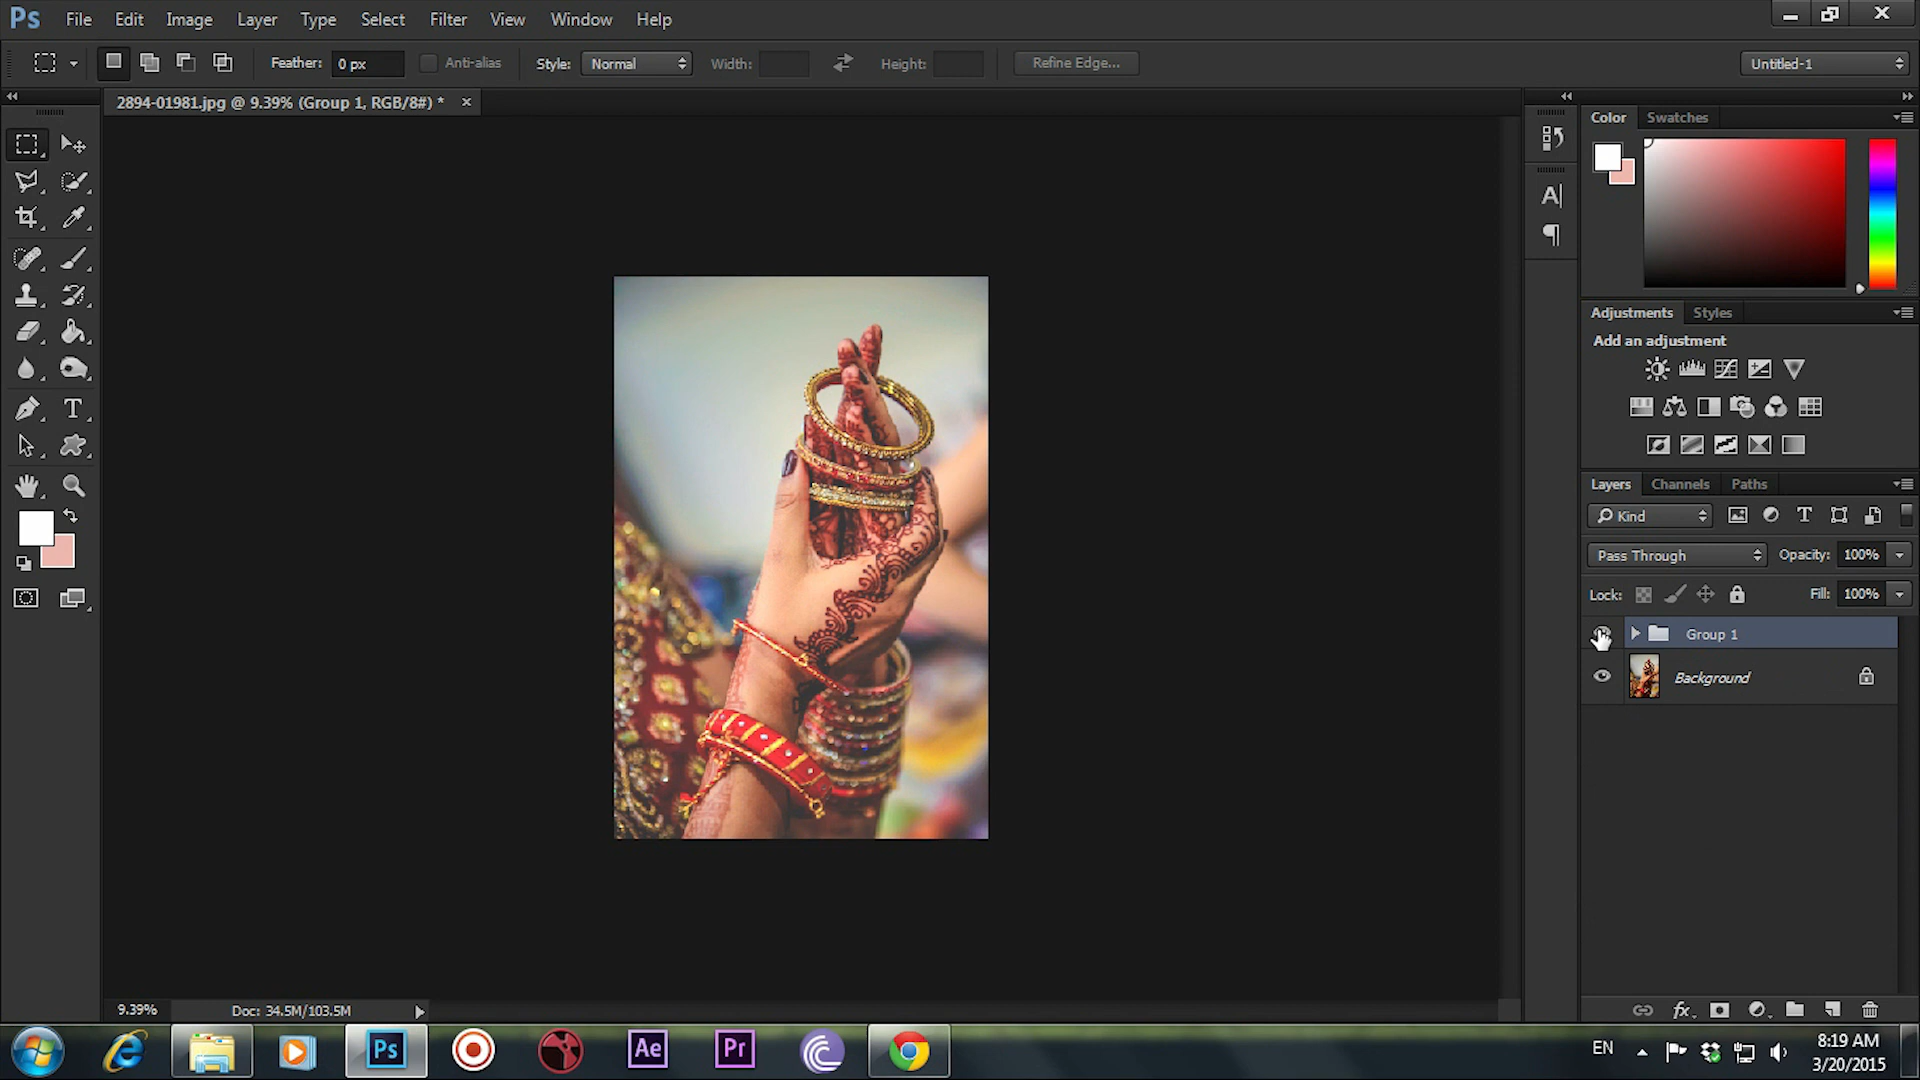 Ps File Edit Image Layer Type Select Filter View Window Help
Feather: 0 px Anti-alias Style: Normal Width: Height: Refine Edge... Untitled-1
2894-01981.jpg @ 9.39% (Group 1, RGB/8#) * ×
Color Swatches
Adjustments Styles
Add an adjustment
Layers Channels Paths
Kind
Pass Through Opacity: 100%
Lock: Fill: 100%
Group 1
Background
9.39% Doc: 34.5M/103.5M
Ps Ae Pr EN 8:19 AM
3/20/2015